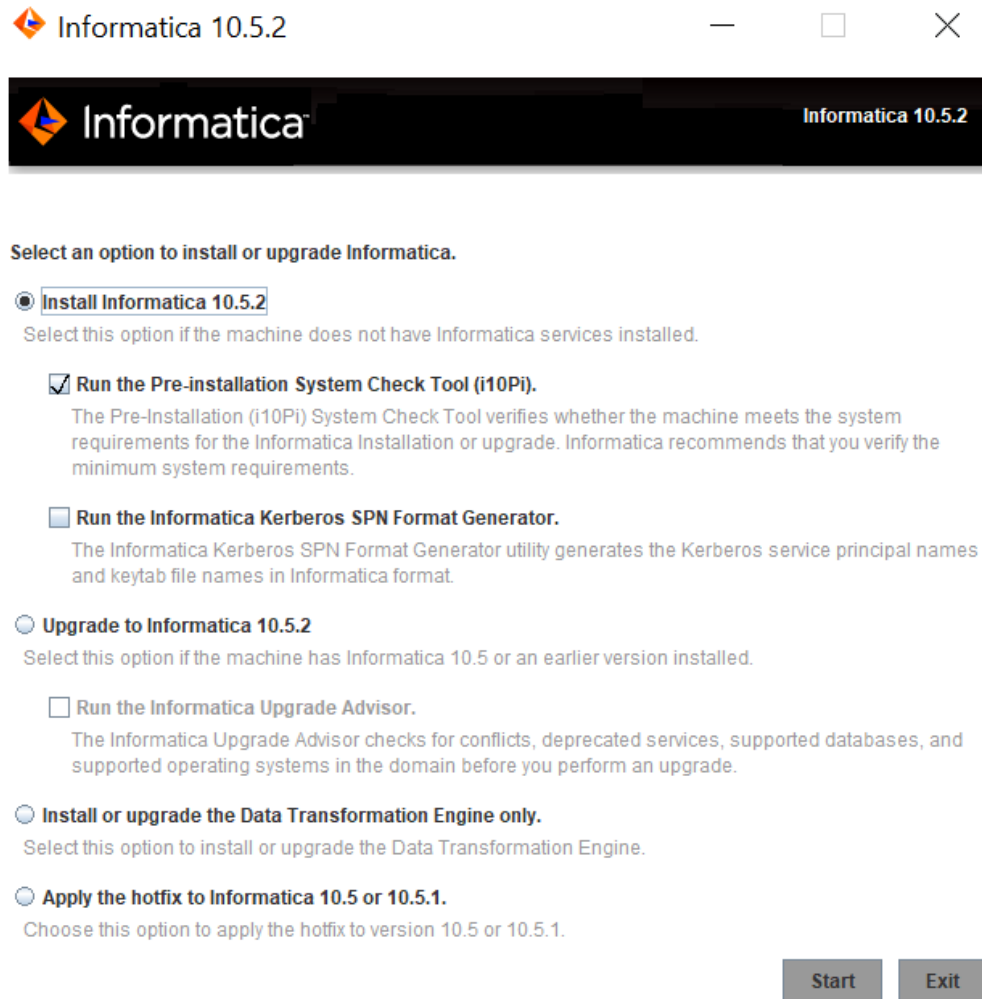 Informatica 10.5.2
Informatica™
Informatica 10.5.2
Select an option to install or upgrade Informatica.
Install Informatica 10.5.2
Select this option if the machine does not have Informatica services installed.
Run the Pre-installation System Check Tool (i10Pi).
The Pre-Installation (i10Pi) System Check Tool verifies whether the machine meets the system
requirements for the Informatica Installation or upgrade. Informatica recommends that you verify the
minimum system requirements.
Run the Informatica Kerberos SPN Format Generator.
The Informatica Kerberos SPN Format Generator utility generates the Kerberos service principal names
and keytab file names in Informatica format.
Upgrade to Informatica 10.5.2
Select this option if the machine has Informatica 10.5 or an earlier version installed.
Run the Informatica Upgrade Advisor.
The Informatica Upgrade Advisor checks for conflicts, deprecated services, supported databases, and
supported operating systems in the domain before you perform an upgrade.
Install or upgrade the Data Transformation Engine only.
Select this option to install or upgrade the Data Transformation Engine.
Apply the hotfix to Informatica 10.5 or 10.5.1.
Choose this option to apply the hotfix to version 10.5 or 10.5.1.
Start Exit